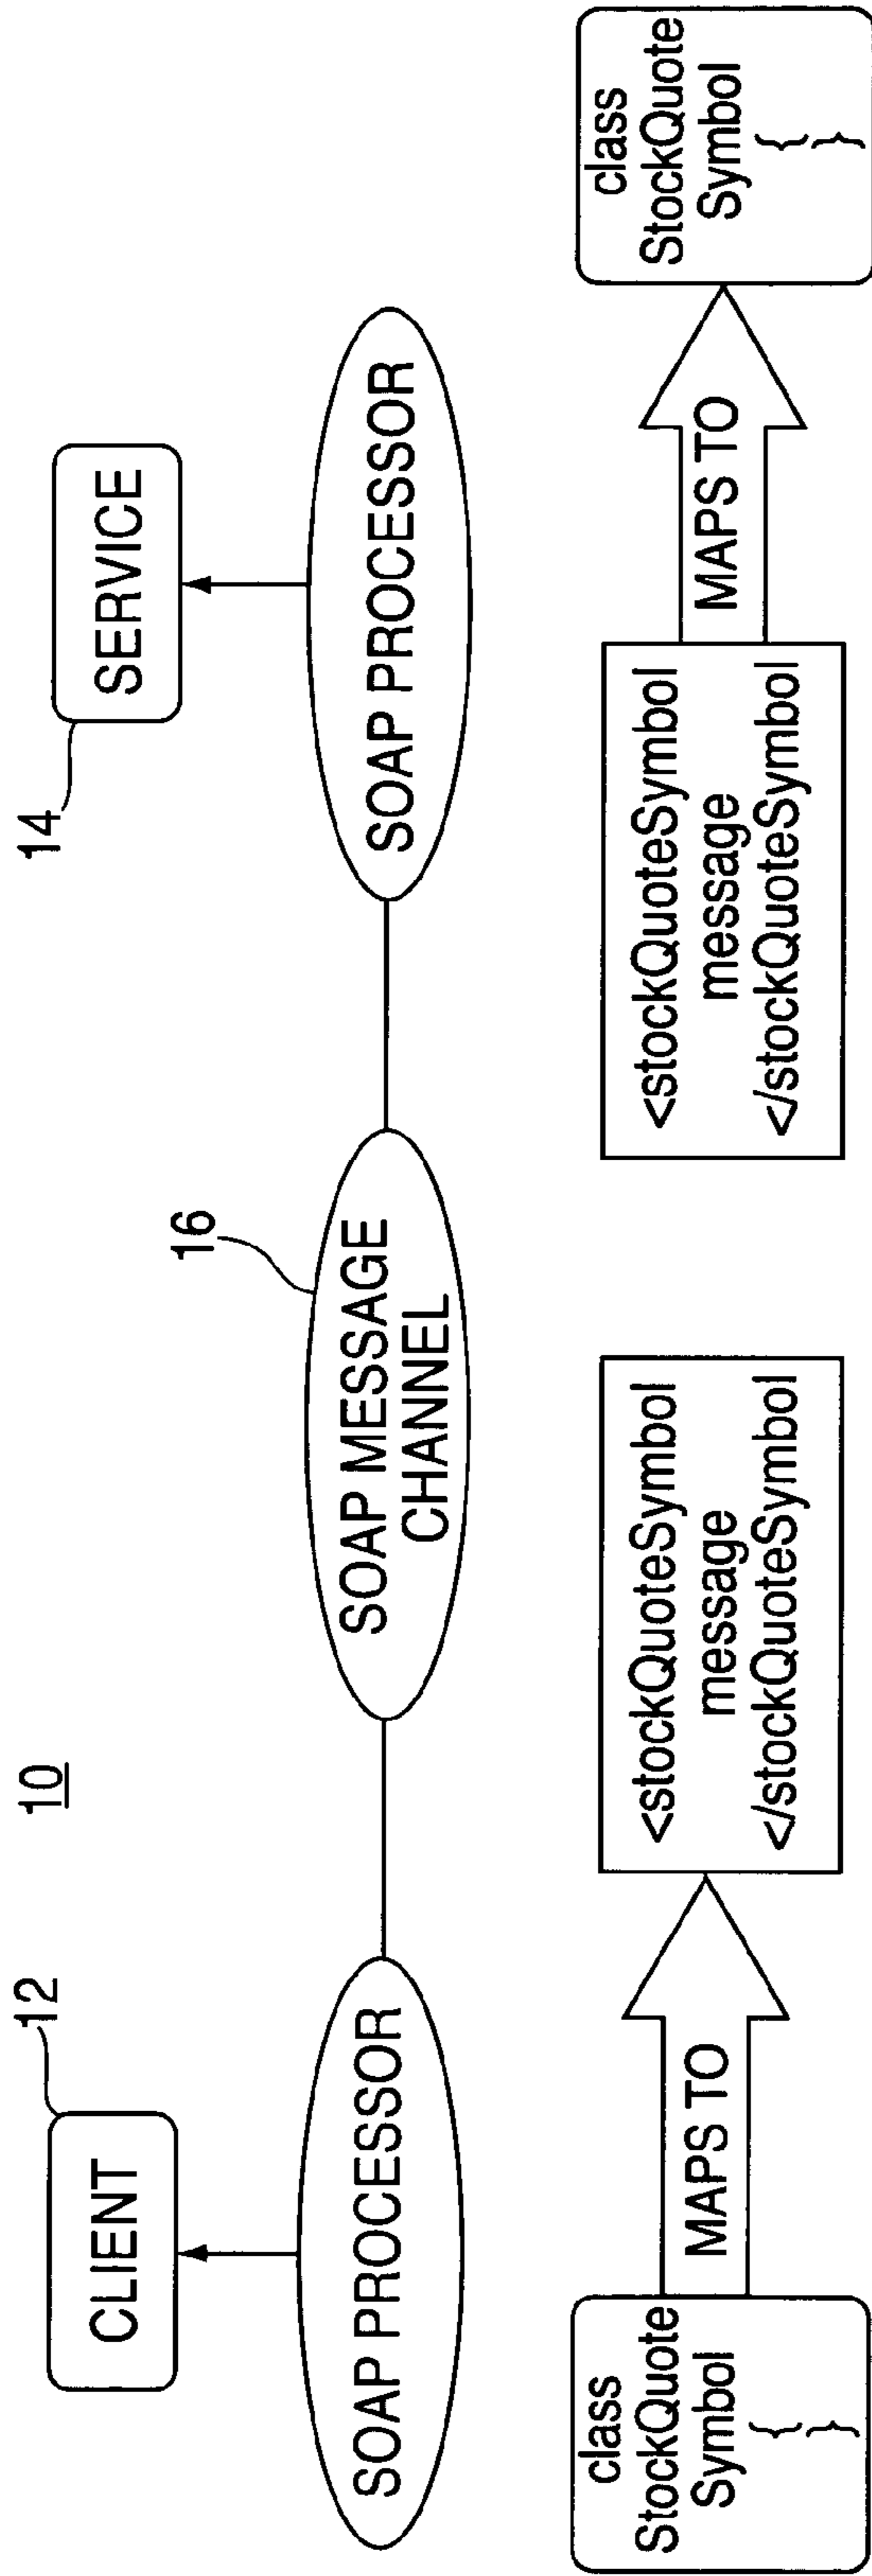 10
12
CLIENT
SOAP PROCESSOR
16
SOAP MESSAGE
CHANNEL
14
SERVICE
SOAP PROCESSOR
class
StockQuote
Symbol
{
}
MAPS TO
<stockQuoteSymbol
message
</stockQuoteSymbol
<stockQuoteSymbol
message
</stockQuoteSymbol
MAPS TO
class
StockQuote
Symbol
{
}